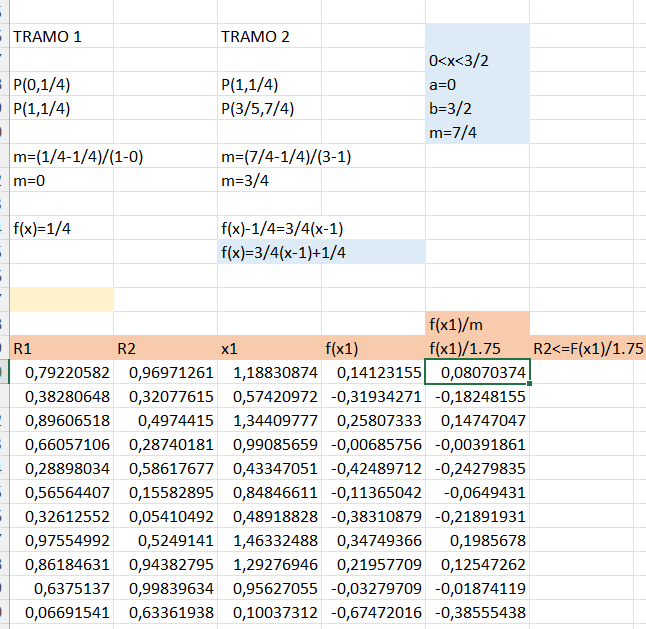 TRAMO 1 TRAMO 2
0<x<3/2
P(0,1/4) P(1,1/4) a=0
P(1,1/4) P(3/5,7/4) b=3/2
m=7/4
m=(1/4-1/4)/(1-0) m=(7/4-1/4)/(3-1)
m=0 m=3/4
f(x)=1/4 f(x)-1/4=3/4(x-1)
f(x)=3/4(x-1)+1/4
f(x1)/m
R1 R2 x1 f(x1) f(x1)/1.75 R2<=F(x1)/1.75
0,79220582 0,96971261 1,18830874 0,14123155 0,08070374
0,38280648 0,32077615 0,57420972 -0,31934271 -0,18248155
0,89606518 0,4974415 1,34409777 0,25807333 0,14747047
0,66057106 0,28740181 0,99085659 -0,00685756 -0,00391861
0,28898034 0,58617677 0,43347051 -0,42489712 -0,24279835
0,56564407 0,15582895 0,84846611 -0,11365042 -0,0649431
0,32612552 0,05410492 0,48918828 -0,38310879 -0,21891931
0,97554992 0,5249141 1,46332488 0,34749366 0,1985678
0,86184631 0,94382795 1,29276946 0,21957709 0,12547262
0,6375137 0,99839634 0,95627055 -0,03279709 -0,01874119
0,06691541 0,63361938 0,10037312 -0,67472016 -0,38555438